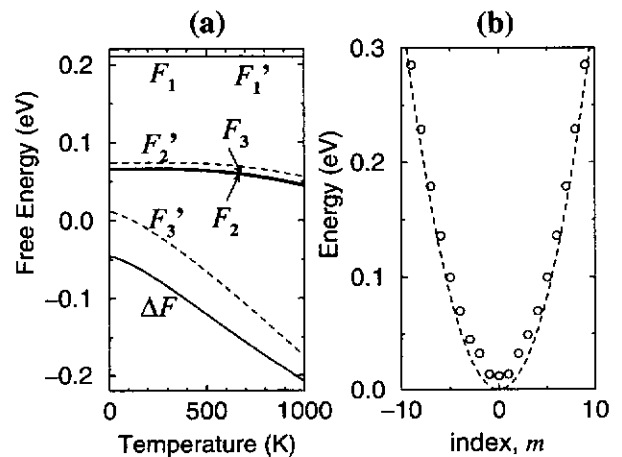 (a)
(b)
Free Energy (eV)
0.2
0.1
0.0
−0.1
−0.2
F₁
F₁'
F₂'
F₃
F₂
F₃'
ΔF
0
500
1000
Temperature (K)
Energy (eV)
0.3
0.2
0.1
0.0
−10
0
10
index, m